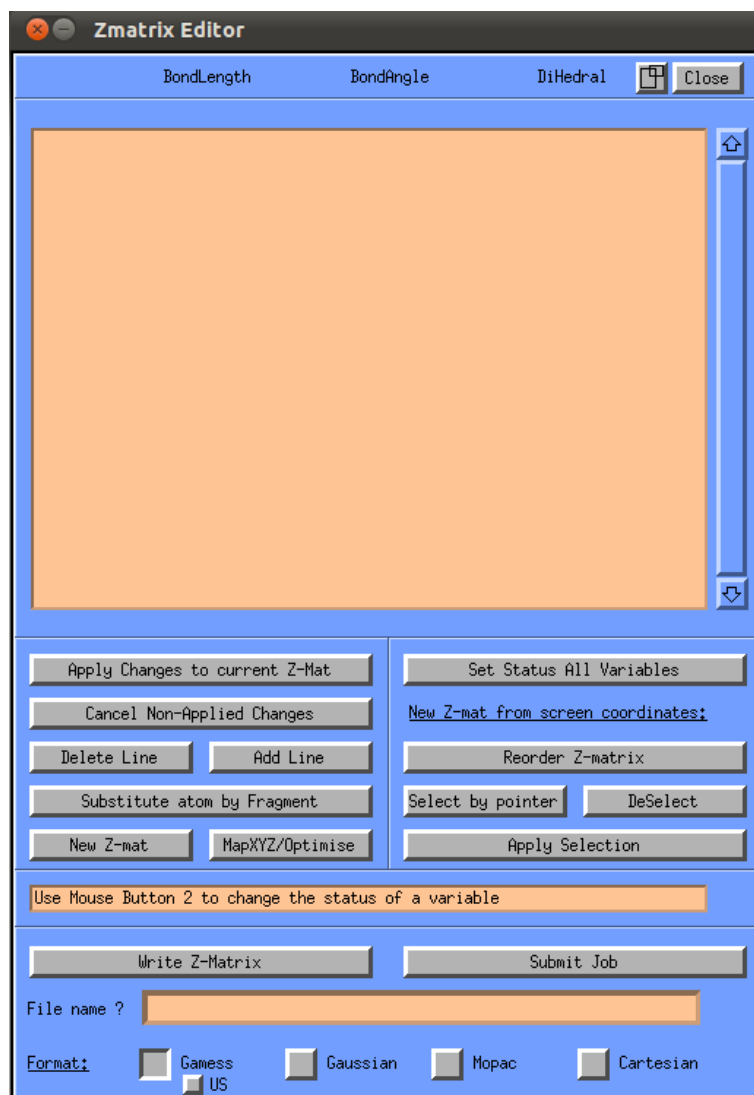 Zmatrix Editor
BondLength BondAngle DiHedral Close
Apply Changes to current Z-Mat Set Status All Variables
Cancel Non-Applied Changes New Z-mat from screen coordinates:
Delete Line Add Line Reorder Z-matrix
Substitute atom by Fragment Select by pointer DeSelect
New Z-mat MapXYZ/Optimise Apply Selection
Use Mouse Button 2 to change the status of a variable
Write Z-Matrix Submit Job
File name ?
Format: Gamess Gaussian Mopac Cartesian
US